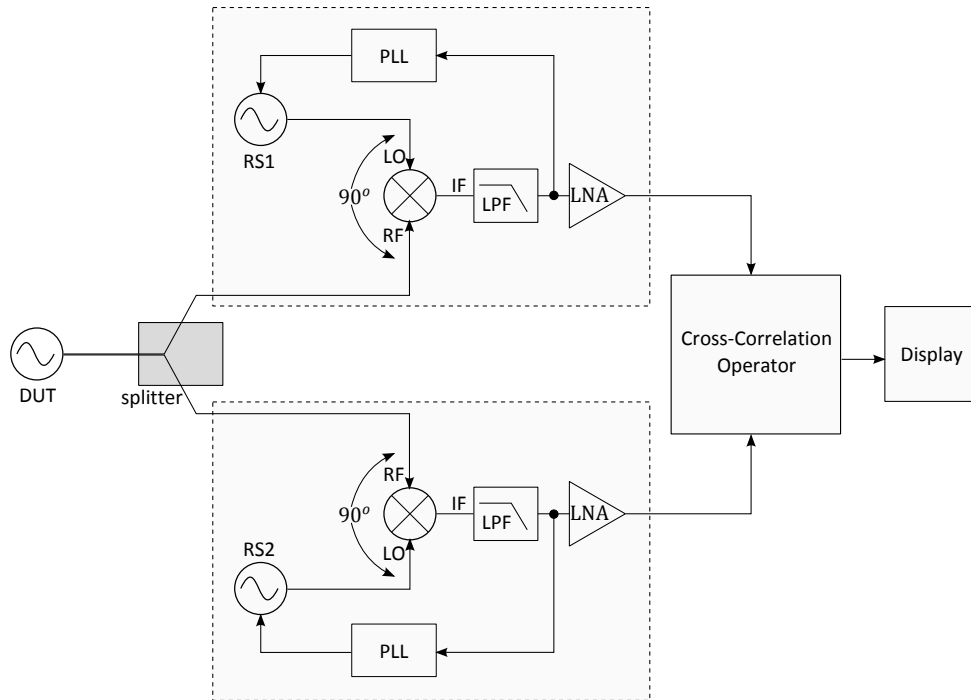 PLL
RS1
LO
90°
IF
LPF
LNA
RF
Cross-Correlation
Operator
Display
DUT
splitter
RF
90°
IF
LPF
LNA
LO
RS2
PLL